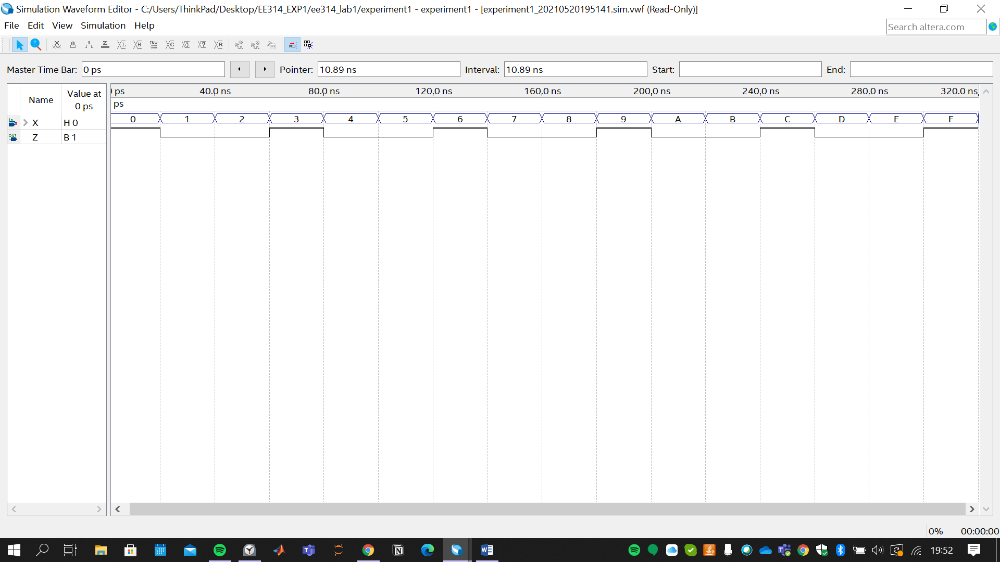 Simulation Waveform Editor - C:/Users/ThinkPad/Desktop/EE314_EXP1/ee314_lab1/experiment1 - experiment1 - [experiment1_20210520195141.sim.vwf (Read-Only)]
File Edit View Simulation Help
Search altera.com
Master Time Bar: 0 ps Pointer: 10.89 ns Interval: 10.89 ns Start: End:
Name Value at 0 ps
ps 40.0 ns 80.0 ns 120,0 ns 160,0 ns 200,0 ns 240,0 ns 280,0 ns 320.0 ns
ps
X H 0 0 1 2 3 4 5 6 7 8 9 A B C D E F
out Z B 1
0% 00:00:00
19:52